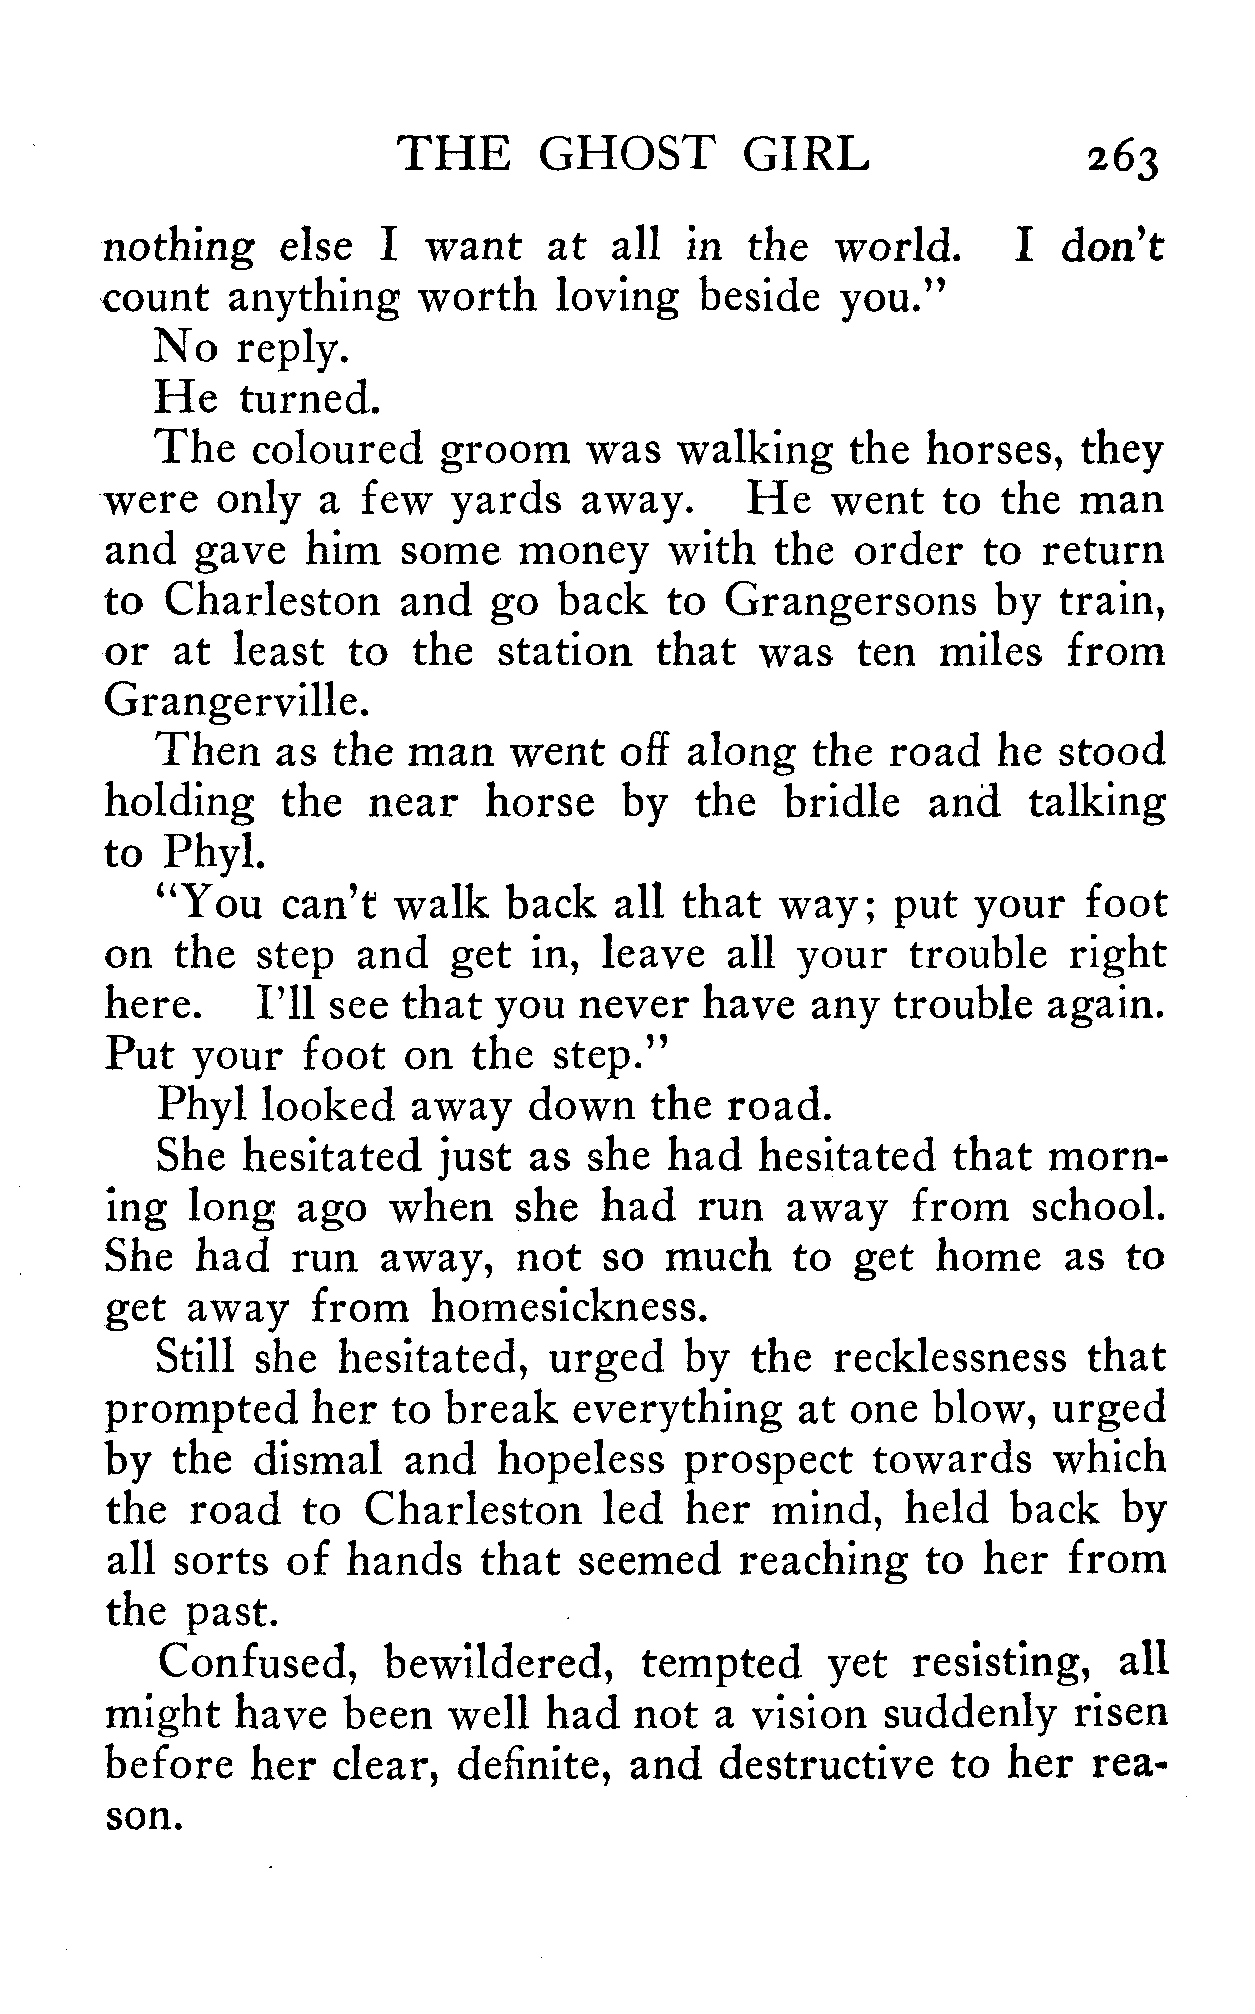 THE GHOST GIRL 263
nothing else I want at all in the world. I don't
count anything worth loving beside you."
No reply.
He turned.
The coloured groom was walking the horses, they
were only a few yards away. He went to the man
and gave him some money with the order to return
to Charleston and go back to Grangersons by train,
or at least to the station that was ten miles from
Grangerville.
Then as the man went off along the road he stood
holding the near horse by the bridle and talking
to Phyl.
"You can't walk back all that way; put your foot
on the step and get in, leave all your trouble right
here. I'll see that you never have any trouble again.
Put your foot on the step."
Phyl looked away down the road.
She hesitated just as she had hesitated that morn-
ing long ago when she had run away from school.
She had run away, not so much to get home as to
get away from homesickness.
Still she hesitated, urged by the recklessness that
prompted her to break everything at one blow, urged
by the dismal and hopeless prospect towards which
the road to Charleston led her mind, held back by
all sorts of hands that seemed reaching to her from
the past.
Confused, bewildered, tempted yet resisting, all
might have been well had not a vision suddenly risen
before her clear, definite, and destructive to her rea-
son.